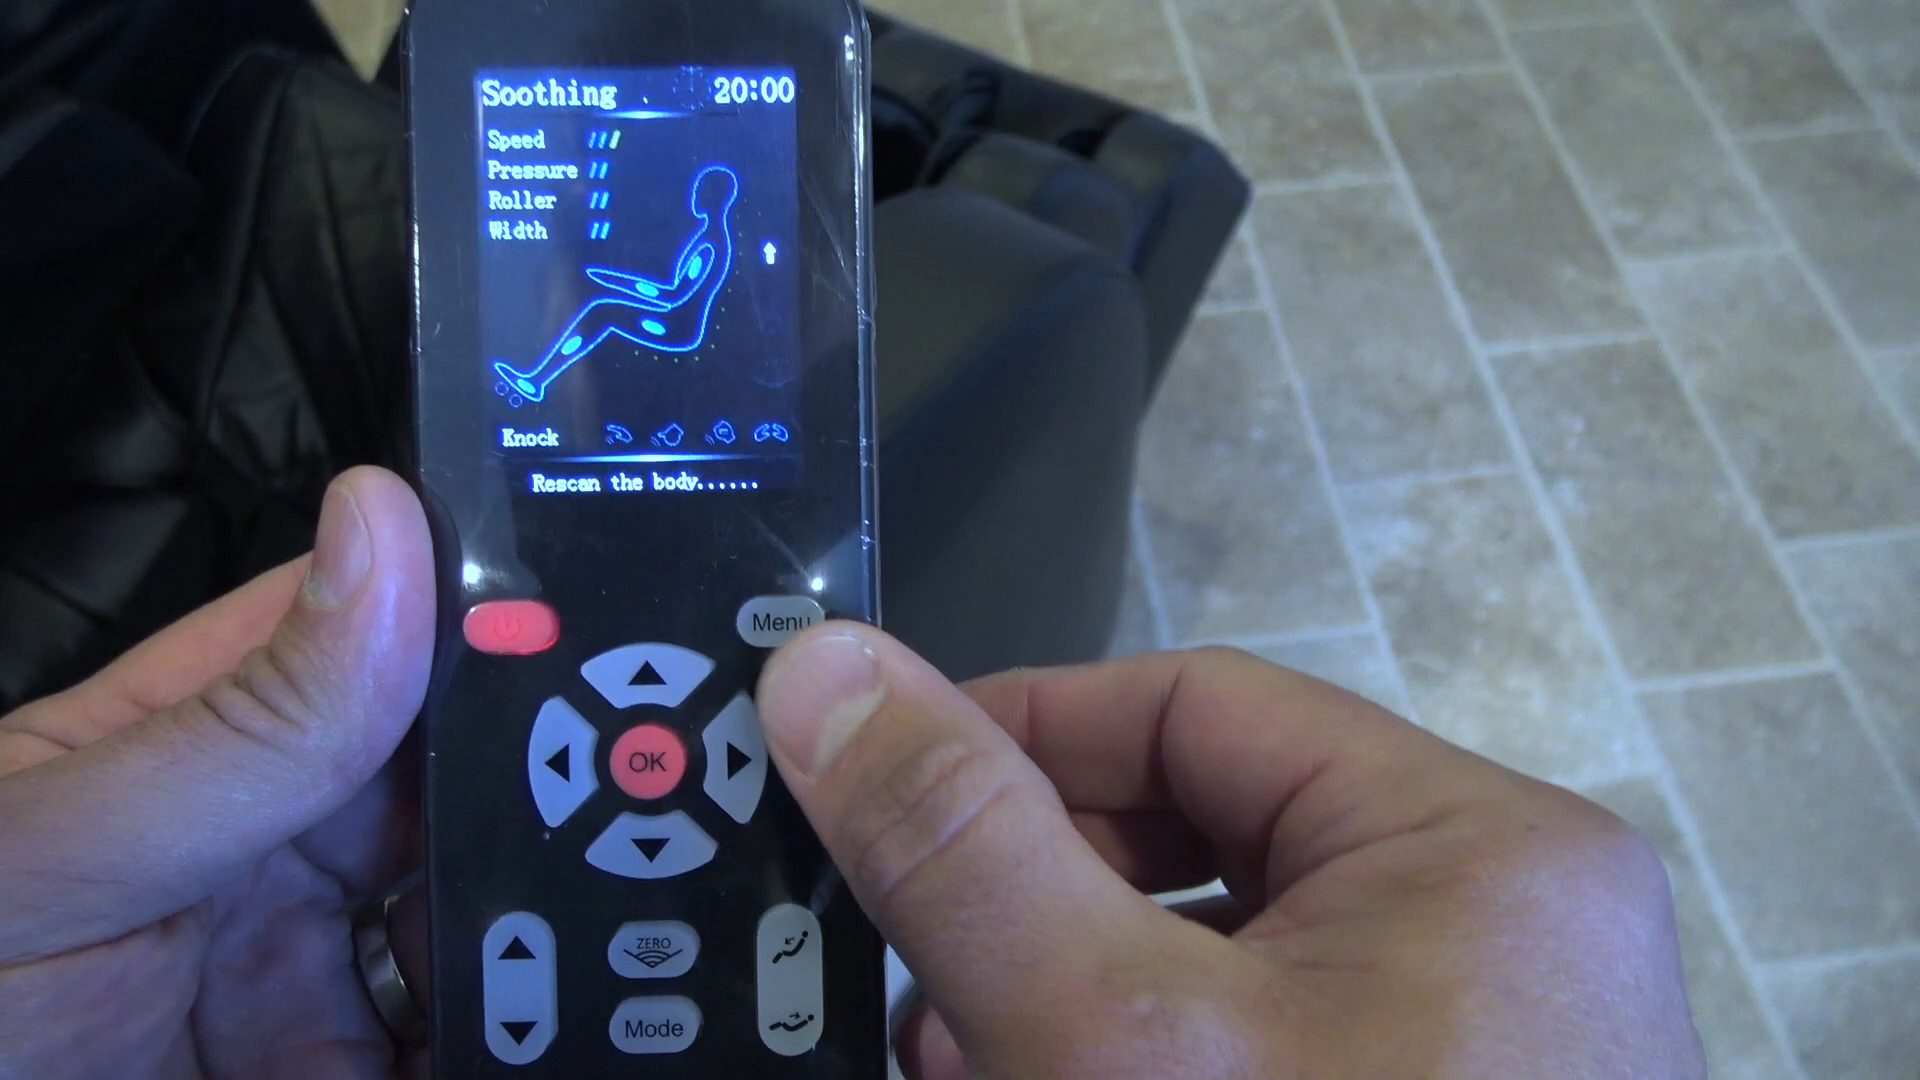 Soothing 20:00
Speed
Pressure
Roller
Width
Knock
Rescan the body......
Menu
OK
ZERO
Mode